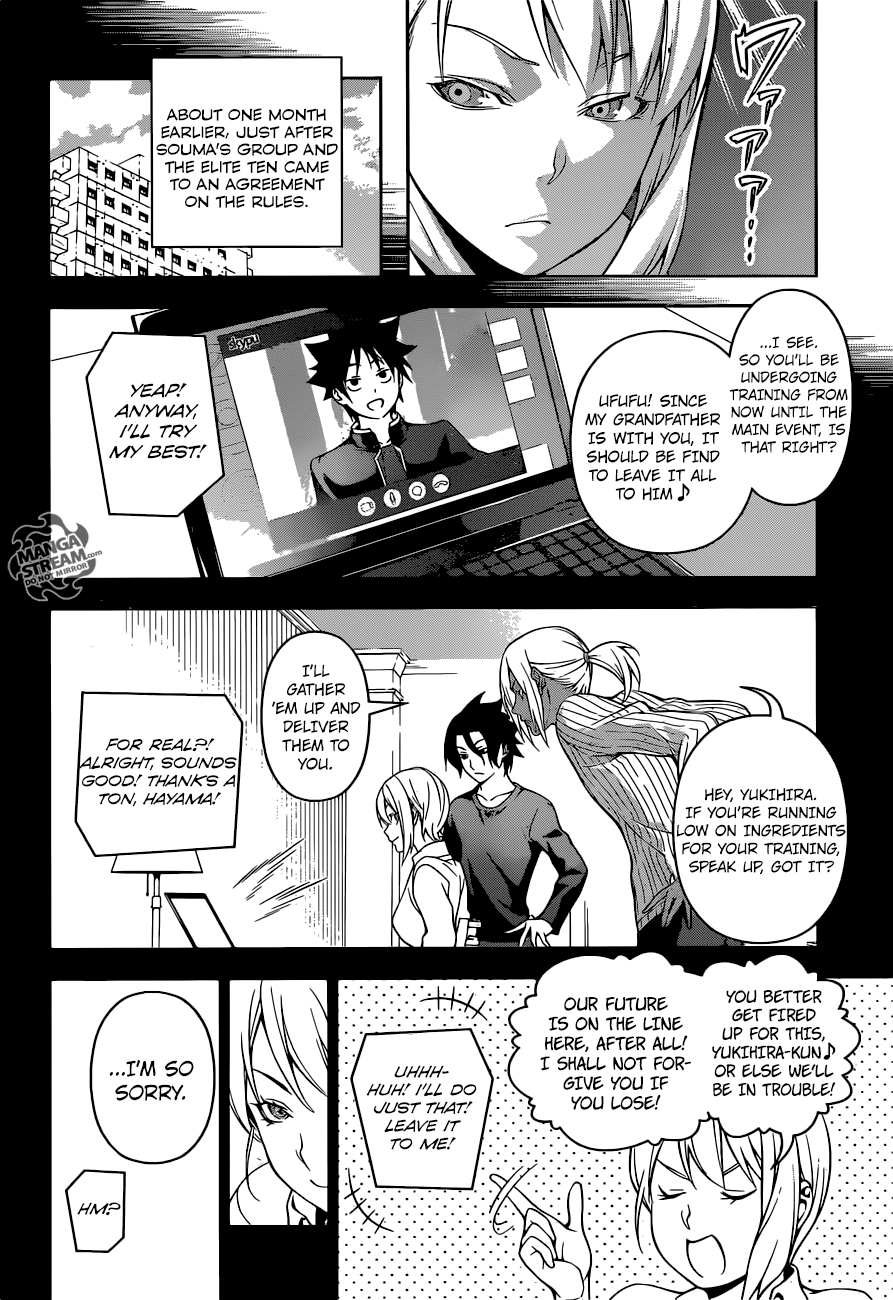 ワァァァ…
ABOUT ONE MONTH
EARLIER, JUST AFTER
SOUMA'S GROUP AND
THE ELITE TEN CAME
TO AN AGREEMENT
ON THE RULES.
...I SEE.
SO YOU'LL BE
UNDERGOING
TRAINING FROM
NOW UNTIL THE
MAIN EVENT, IS
THAT RIGHT?
UFUFU! SINCE
MY GRANDFATHER
IS WITH YOU, IT
SHOULD BE FIND
TO LEAVE IT ALL
TO HIM♪
skypu
YEAP!
ANYWAY,
I'LL TRY
MY BEST!
MANGA
STREAM.com
DO NOT MIRROR
HEY, YUKIHIRA.
IF YOU'RE RUNNING
LOW ON INGREDIENTS
FOR YOUR TRAINING,
SPEAK UP, GOT IT?
I'LL
GATHER
'EM UP AND
DELIVER
THEM TO
YOU.
FOR REAL?!
ALRIGHT, SOUNDS
GOOD! THANK'S A
TON, HAYAMA!
YOU BETTER
GET FIRED
UP FOR THIS,
YUKIHIRA-KUN♪
OR ELSE WE'LL
BE IN TROUBLE!
OUR FUTURE
IS ON THE LINE
HERE, AFTER ALL!
I SHALL NOT FOR-
GIVE YOU IF
YOU LOSE!
UHHH-
HUH! I'LL DO
JUST THAT!
LEAVE IT
TO ME!
...I'M SO
SORRY.
HM?